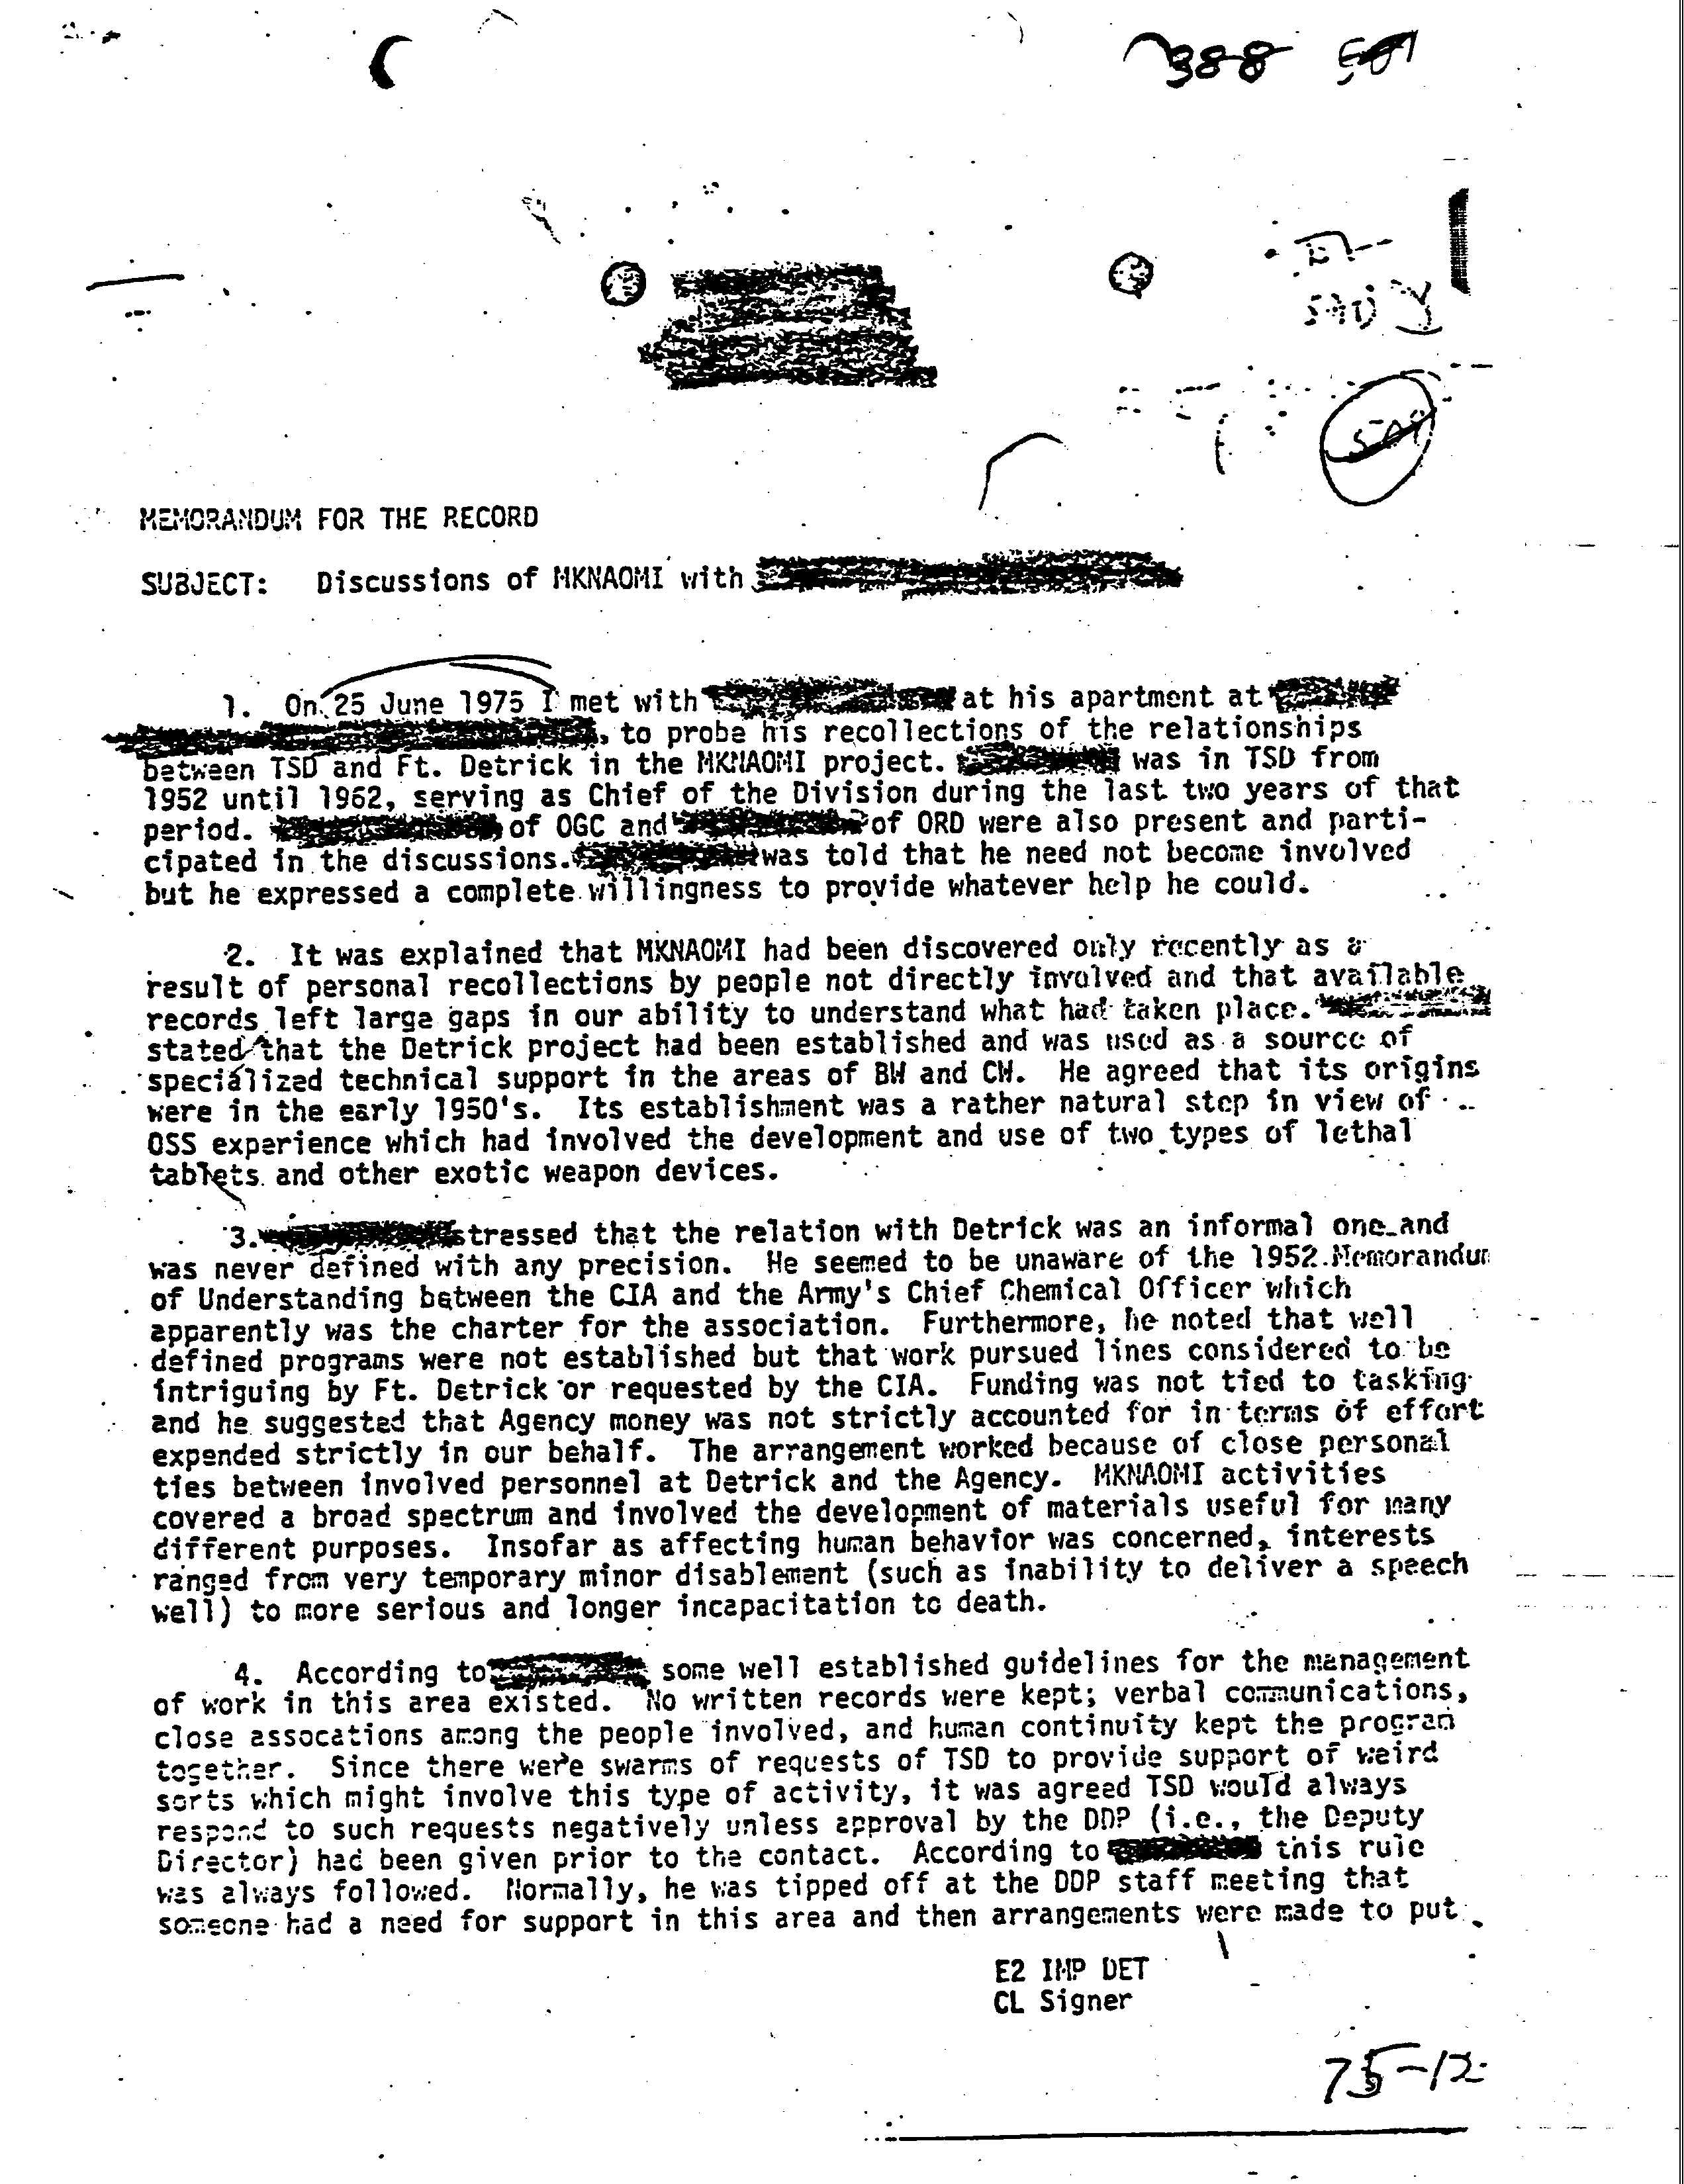 388
MEMORANDUM FOR THE RECORD
SUBJECT: Discussions of MKNAOMI with
1. On 25 June 1975 I met with at his apartment at
, to probe his recollections of the relationships
between TSD and Ft. Detrick in the MKNAOMI project. was in TSD from
1952 until 1962, serving as Chief of the Division during the last two years of that
period. of OGC and of ORD were also present and parti-
cipated in the discussions. was told that he need not become involved
but he expressed a complete willingness to provide whatever help he could.
2. It was explained that MKNAOMI had been discovered only recently as a
result of personal recollections by people not directly involved and that available
records left large gaps in our ability to understand what had taken place.
stated that the Detrick project had been established and was used as a source of
specialized technical support in the areas of BW and CW. He agreed that its origins
were in the early 1950's. Its establishment was a rather natural step in view of
OSS experience which had involved the development and use of two types of lethal
tablets and other exotic weapon devices.
3. stressed that the relation with Detrick was an informal one and
was never defined with any precision. He seemed to be unaware of the 1952 Memorandum
of Understanding between the CIA and the Army's Chief Chemical Officer which
apparently was the charter for the association. Furthermore, he noted that well
defined programs were not established but that work pursued lines considered to be
intriguing by Ft. Detrick or requested by the CIA. Funding was not tied to tasking
and he suggested that Agency money was not strictly accounted for in terms of effort
expended strictly in our behalf. The arrangement worked because of close personal
ties between involved personnel at Detrick and the Agency. MKNAOMI activities
covered a broad spectrum and involved the development of materials useful for many
different purposes. Insofar as affecting human behavior was concerned, interests
ranged from very temporary minor disablement (such as inability to deliver a speech
well) to more serious and longer incapacitation to death.
4. According to some well established guidelines for the management
of work in this area existed. No written records were kept; verbal communications,
close assocations among the people involved, and human continuity kept the program
together. Since there were swarms of requests of TSD to provide support of weird
sorts which might involve this type of activity, it was agreed TSD would always
respond to such requests negatively unless approval by the DDP (i.e., the Deputy
Director) had been given prior to the contact. According to this rule
was always followed. Normally, he was tipped off at the DDP staff meeting that
someone had a need for support in this area and then arrangements were made to put
E2 IMP DET
CL Signer
75-12